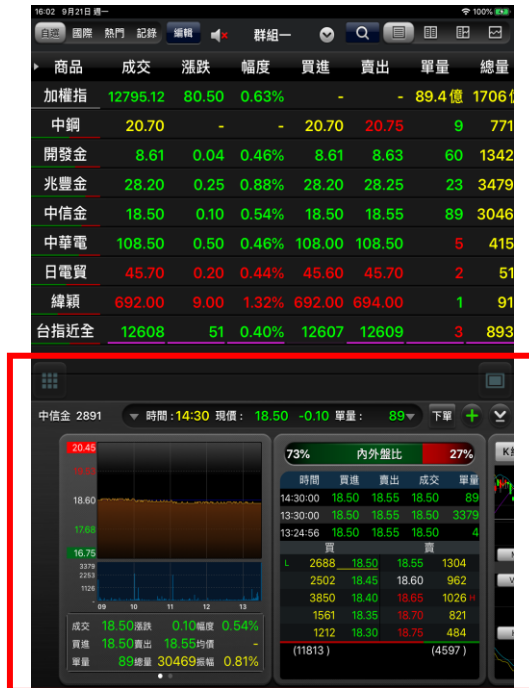 16:02 9月21日 週一 100%
自選 國際 熱門 記錄 編輯 群組一
商品 成交 漲跌 幅度 買進 賣出 單量 總量
加權指 12795.12 80.50 0.63% - - 89.4億 1706億
中鋼 20.70 - - 20.70 20.75 9 771
開發金 8.61 0.04 0.46% 8.61 8.63 60 1342
兆豐金 28.20 0.25 0.88% 28.20 28.25 23 3479
中信金 18.50 0.10 0.54% 18.50 18.55 89 3046
中華電 108.50 0.50 0.46% 108.00 108.50 5 415
日電貿 45.70 0.20 0.44% 45.60 45.70 2 51
緯穎 692.00 9.00 1.32% 692.00 694.00 1 91
台指近全 12608 51 0.40% 12607 12609 3 893
中信金 2891 時間:14:30 現價: 18.50 -0.10 單量: 89 下單
20.45
18.60
17.68
16.75
3379
2253
1126
09 10 11 12 13
成交 18.50 漲跌 0.10 幅度 0.54%
買進 18.50 賣出 18.55 均價 -
單量 89 總量 30469 振幅 0.81%
73% 內外盤比 27%
時間 買進 賣出 成交 單量
14:30:00 18.50 18.55 18.50 89
13:30:00 18.50 18.55 18.50 3379
13:24:56 18.50 18.55 18.50 4
買 賣
L 2688 18.50 18.55 1304
2502 18.45 18.60 962
3850 18.40 18.65 1026 H
1561 18.35 18.70 821
1212 18.30 18.75 484
(11813) (4597)
K